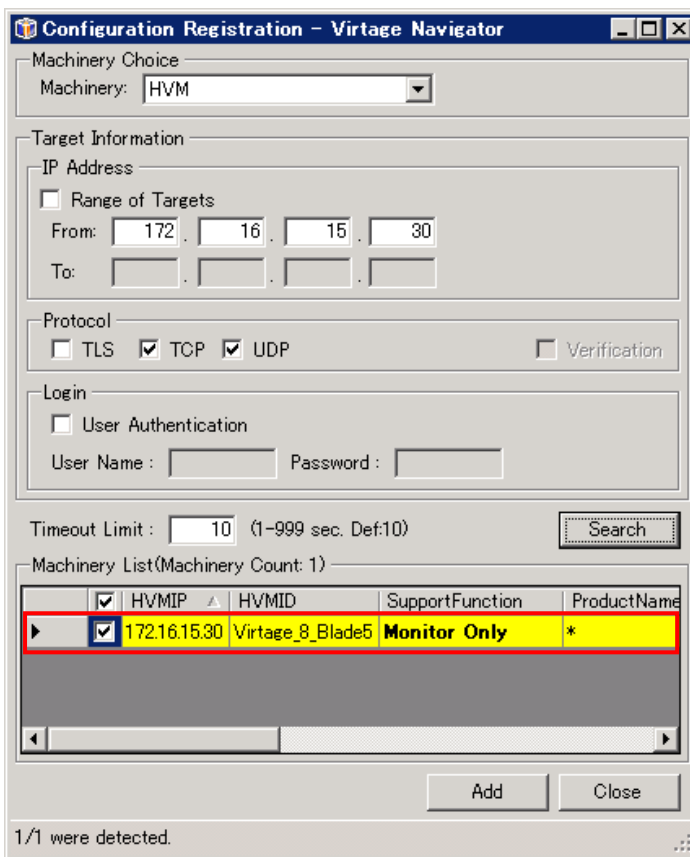 Configuration Registration - Virtage Navigator
Machinery Choice
Machinery: HVM
Target Information
IP Address
Range of Targets
From: 172 . 16 . 15 . 30
To: . . .
Protocol
TLS TCP UDP Verification
Login
User Authentication
User Name : Password :
Timeout Limit : 10 (1-999 sec. Def:10) Search
Machinery List(Machinery Count: 1)
HVMIP HVMID SupportFunction ProductName
172.16.15.30 Virtage_8_Blade5 Monitor Only *
Add Close
1/1 were detected.